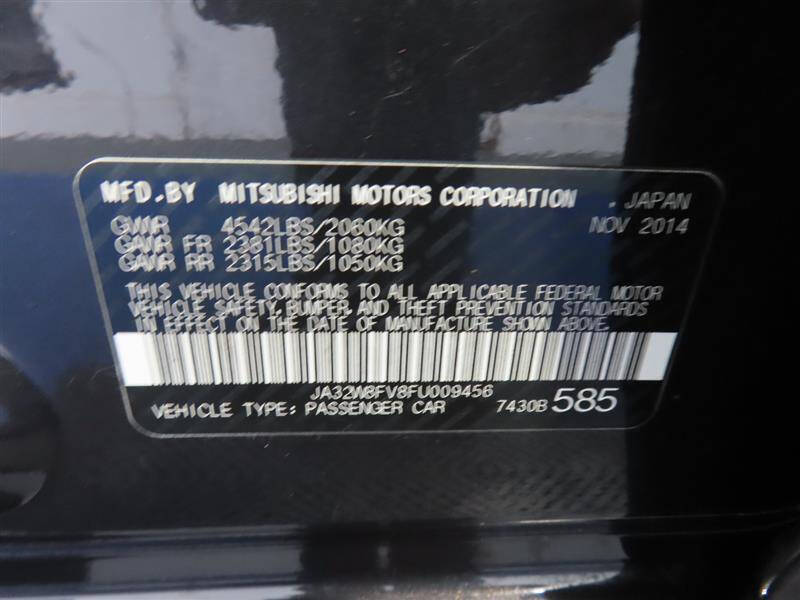 MFD.BY MITSUBISHI MOTORS CORPORATION , JAPAN
GVWR 4542LBS/2060KG NOV 2014
GAWR FR 2381LBS/1080KG
GAWR RR 2315LBS/1050KG
THIS VEHICLE CONFORMS TO ALL APPLICABLE FEDERAL MOTOR
VEHICLE SAFETY, BUMPER, AND THEFT PREVENTION STANDARDS
IN EFFECT ON THE DATE OF MANUFACTURE SHOWN ABOVE.
JA32W8FV8FU009456
VEHICLE TYPE: PASSENGER CAR 7430B 585